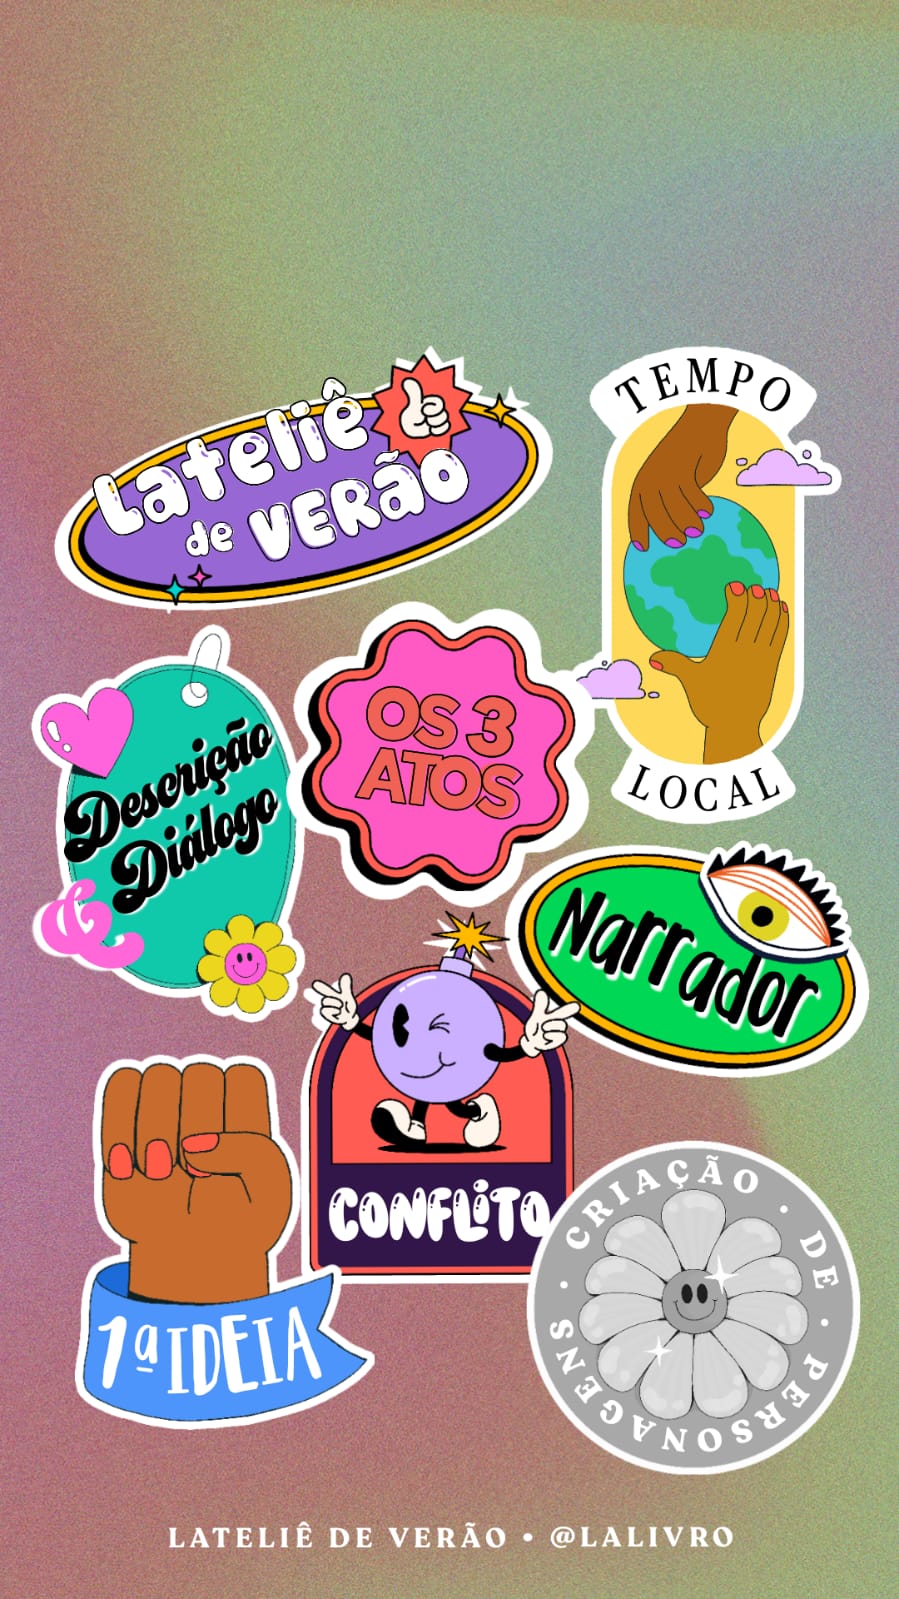 Lateliê
de VERÃO
TEMPO
LOCAL
OS 3
ATOS
Descrição
& Diálogo
Narrador
CONFLITO
1ª IDEIA
CRIAÇÃO · DE · PERSONAGENS ·
LATELIÊ DE VERÃO • @LALIVRO